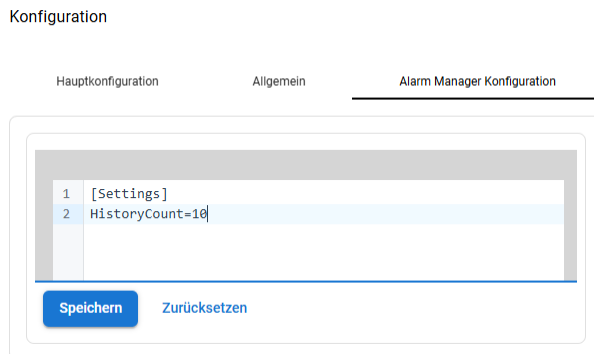 Konfiguration
Hauptkonfiguration Allgemein Alarm Manager Konfiguration
1 [Settings]
2 HistoryCount=10
Speichern Zurücksetzen